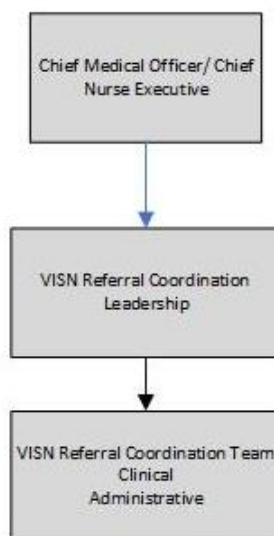 Chief Medical Officer/ Chief
Nurse Executive
VISN Referral Coordination
Leadership
VISN Referral Coordination Team
Clinical
Administrative